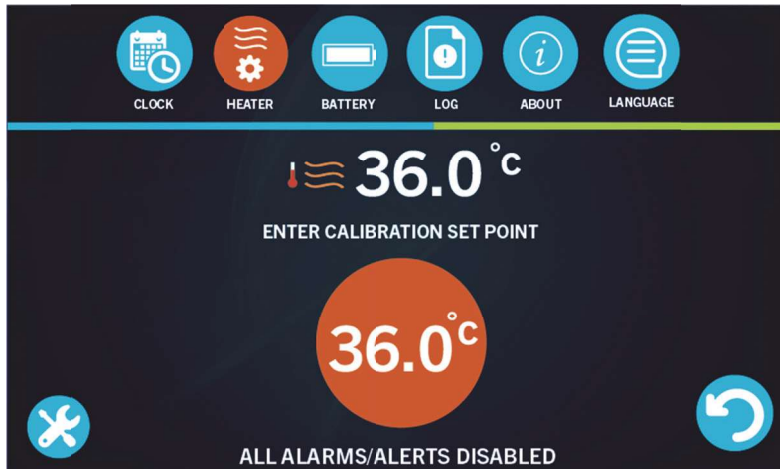 CLOCK HEATER BATTERY LOG ABOUT LANGUAGE
36.0°C
ENTER CALIBRATION SET POINT
36.0°C
ALL ALARMS/ALERTS DISABLED